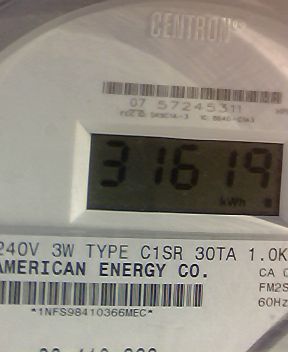 CENTRON®
07 57245311
31619
kWh
240V 3W TYPE C1SR 30TA 1.0K
AMERICAN ENERGY CO. CA
FM2S
60Hz
*1NFS98410366MEC*